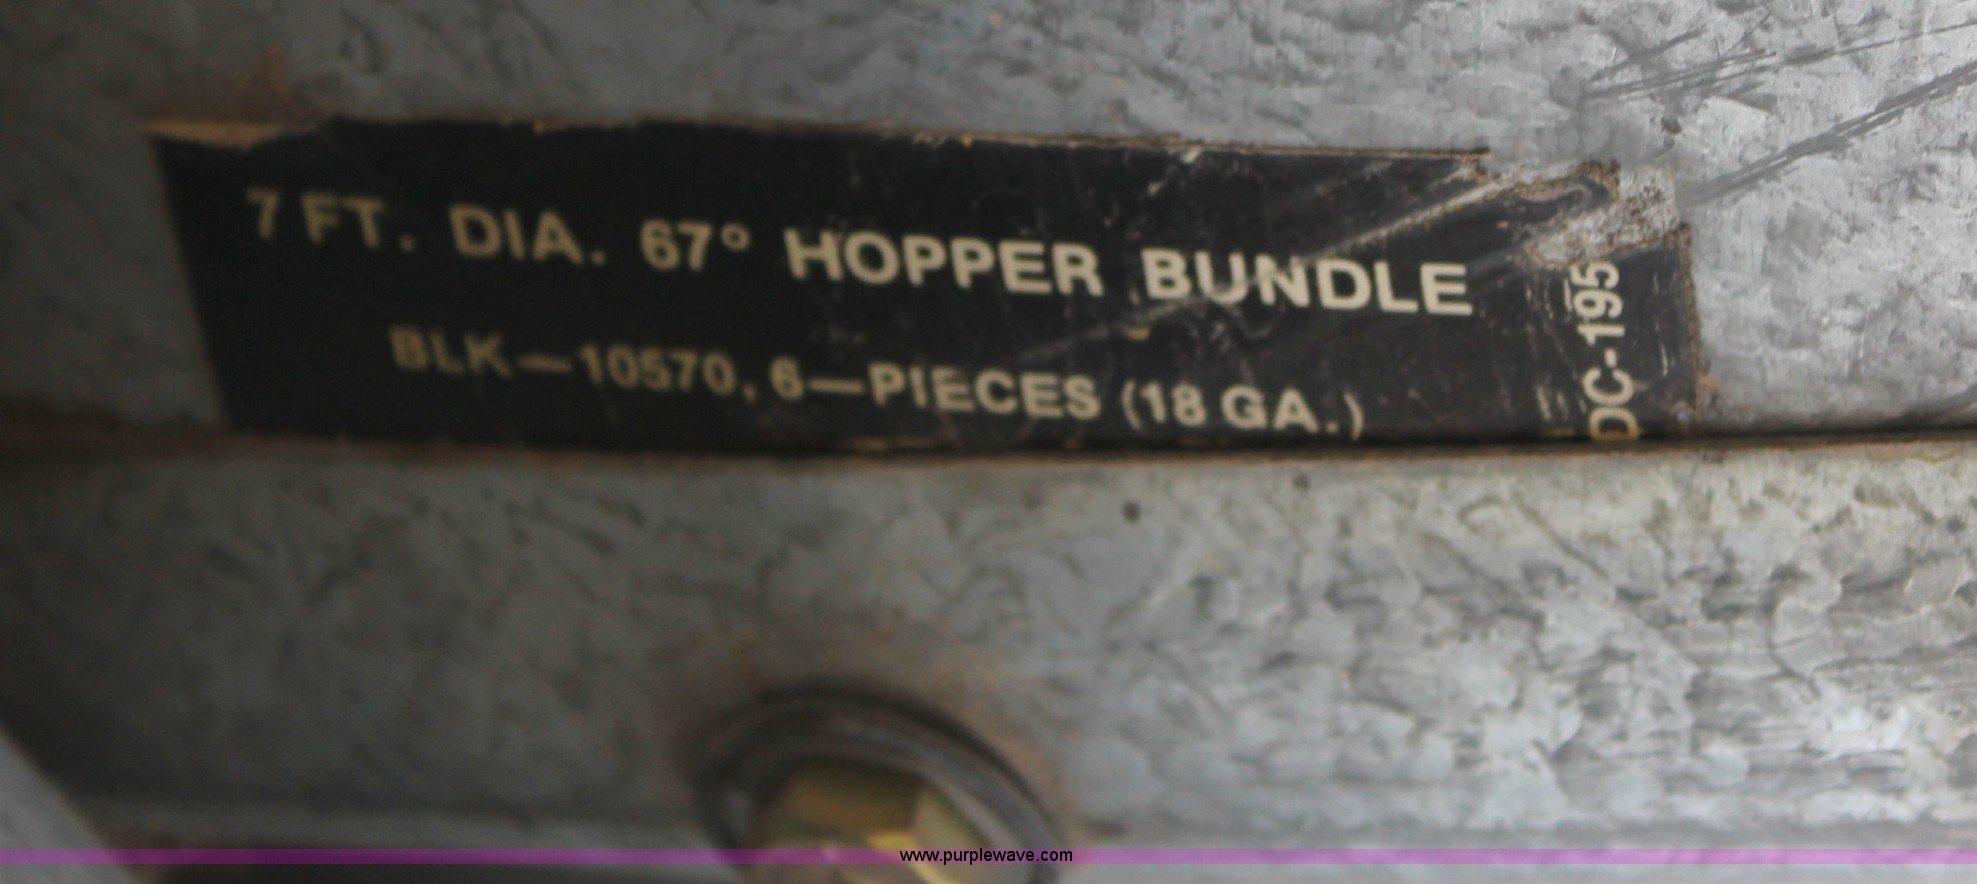 7 FT. DIA. 67° HOPPER BUNDLE
BLK—10570, 6—PIECES (18 GA.)
DC-195
www.purplewave.com